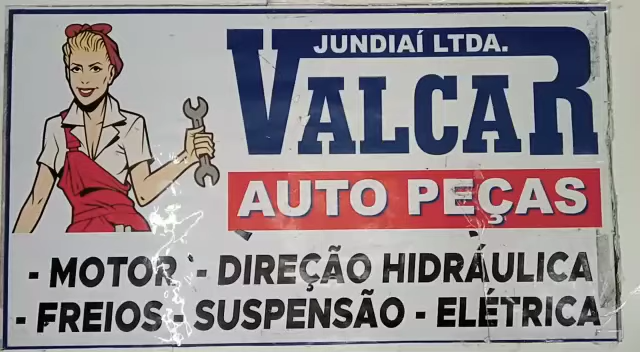 JUNDIAÍ LTDA.
VALCAR
AUTO PEÇAS
- MOTOR - DIREÇÃO HIDRÁULICA
- FREIOS - SUSPENSÃO - ELÉTRICA